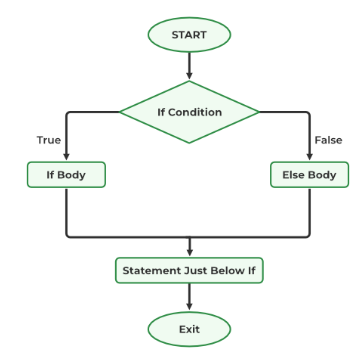 START
If Condition
True
False
If Body
Else Body
Statement Just Below If
Exit